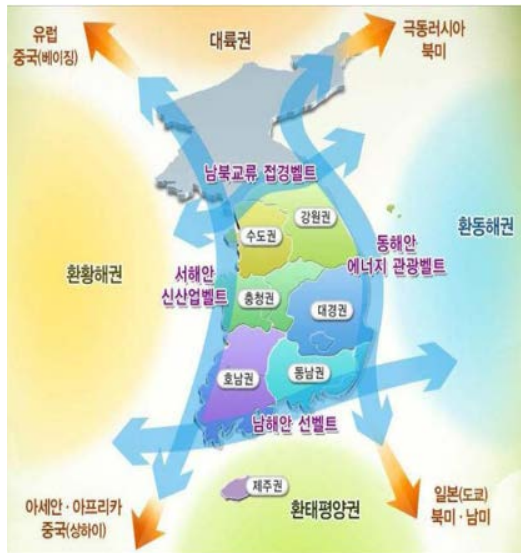 유럽
중국(베이징)
대륙권
극동러시아
북미
남북교류 접경벨트
강원권
수도권
동해안
에너지 관광벨트
환동해권
환황해권
서해안
신산업벨트
충청권
대경권
호남권
동남권
남해안 선벨트
제주권
환태평양권
아세안·아프리카
중국(상하이)
일본(도쿄)
북미·남미